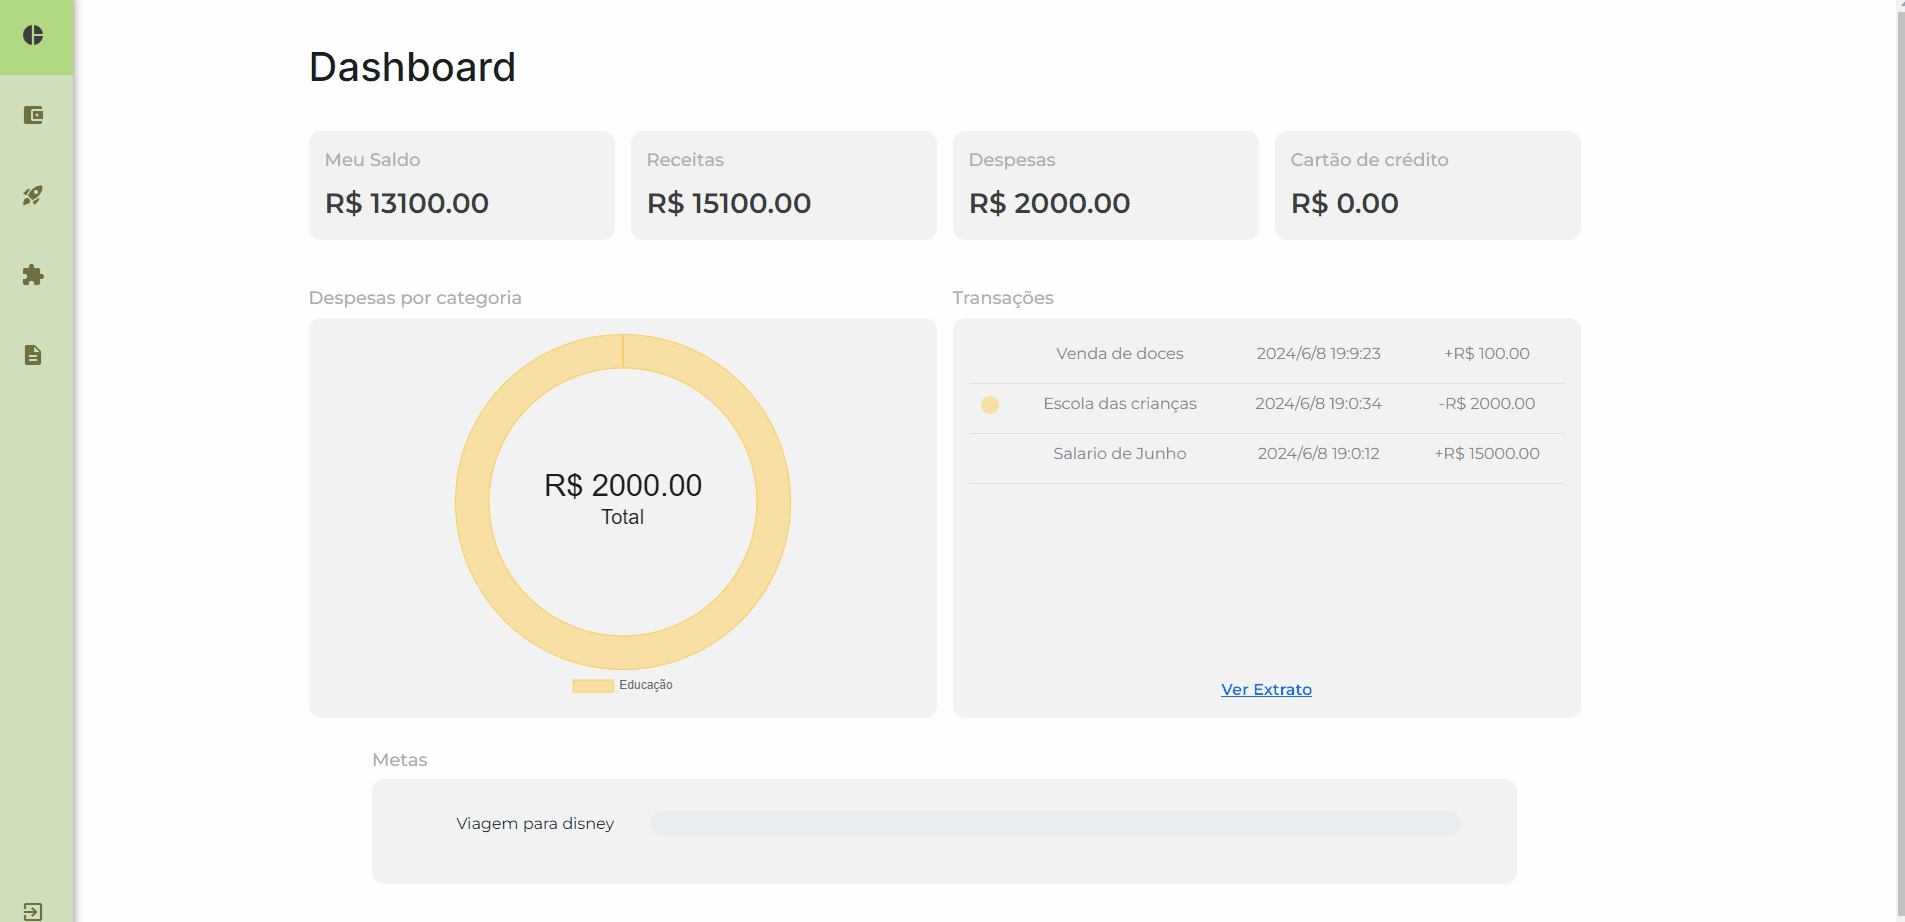 Dashboard
Meu Saldo
R$ 13100.00
Receitas
R$ 15100.00
Despesas
R$ 2000.00
Cartão de crédito
R$ 0.00
Despesas por categoria
R$ 2000.00
Total
Educação
Transações
Venda de doces 2024/6/8 19:9:23 +R$ 100.00
Escola das crianças 2024/6/8 19:0:34 -R$ 2000.00
Salario de Junho 2024/6/8 19:0:12 +R$ 15000.00
Ver Extrato
Metas
Viagem para disney